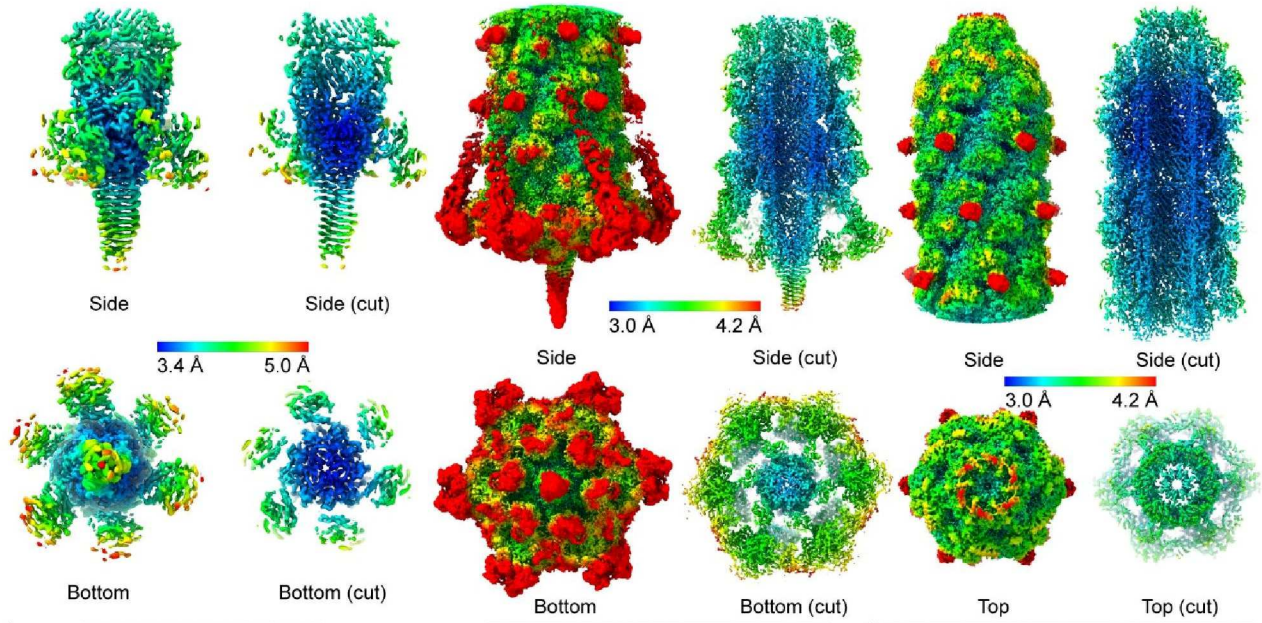 Side
Side (cut)
3.4 Å 5.0 Å
Bottom
Bottom (cut)
3.0 Å 4.2 Å
Side
Side (cut)
Bottom
Bottom (cut)
Side
Side (cut)
3.0 Å 4.2 Å
Top
Top (cut)